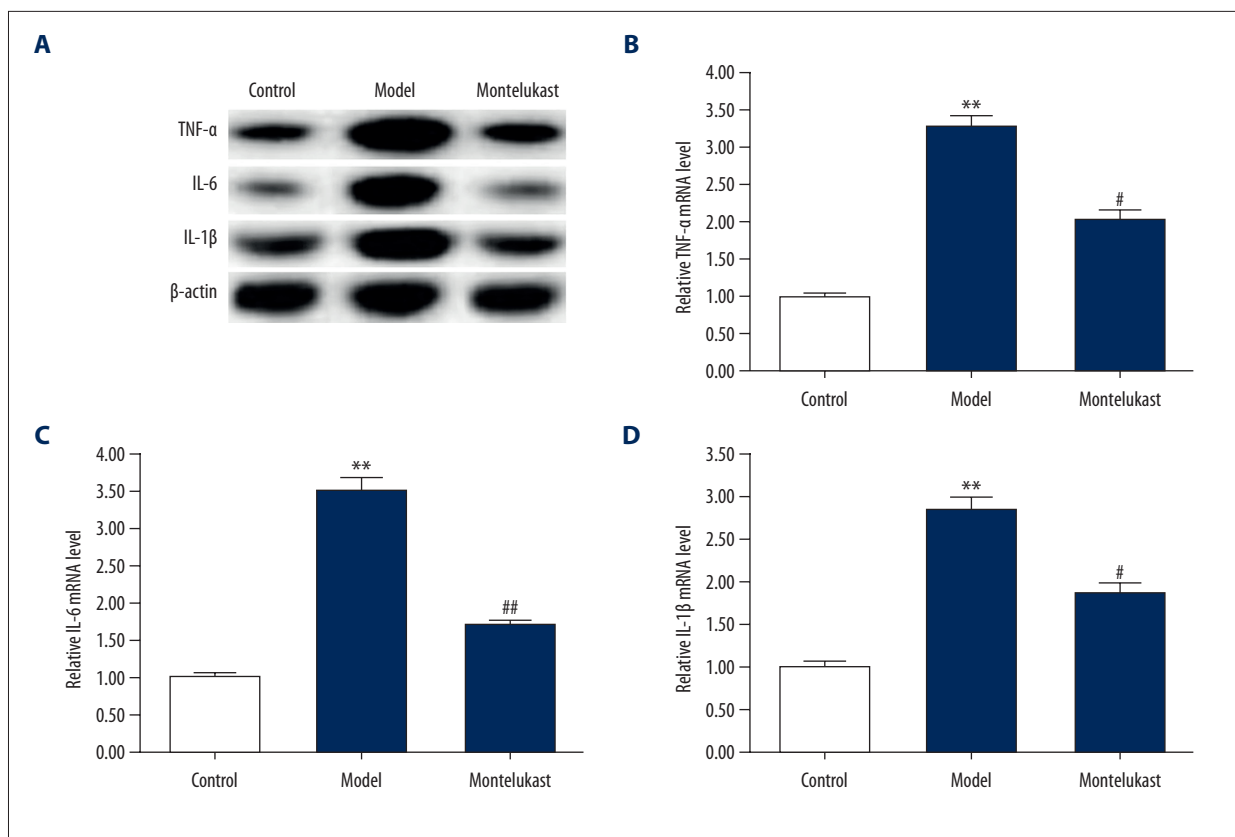 A
Control Model Montelukast
TNF-α
IL-6
IL-1β
β-actin
B
Relative TNF-α mRNA level
4.00
3.50
3.00
2.50
2.00
1.50
1.00
0.50
0.00
**
#
Control Model Montelukast
C
Relative IL-6 mRNA level
4.00
3.50
3.00
2.50
2.00
1.50
1.00
0.50
0.00
**
##
Control Model Montelukast
D
Relative IL-1β mRNA level
3.50
3.00
2.50
2.00
1.50
1.00
0.50
0.00
**
#
Control Model Montelukast